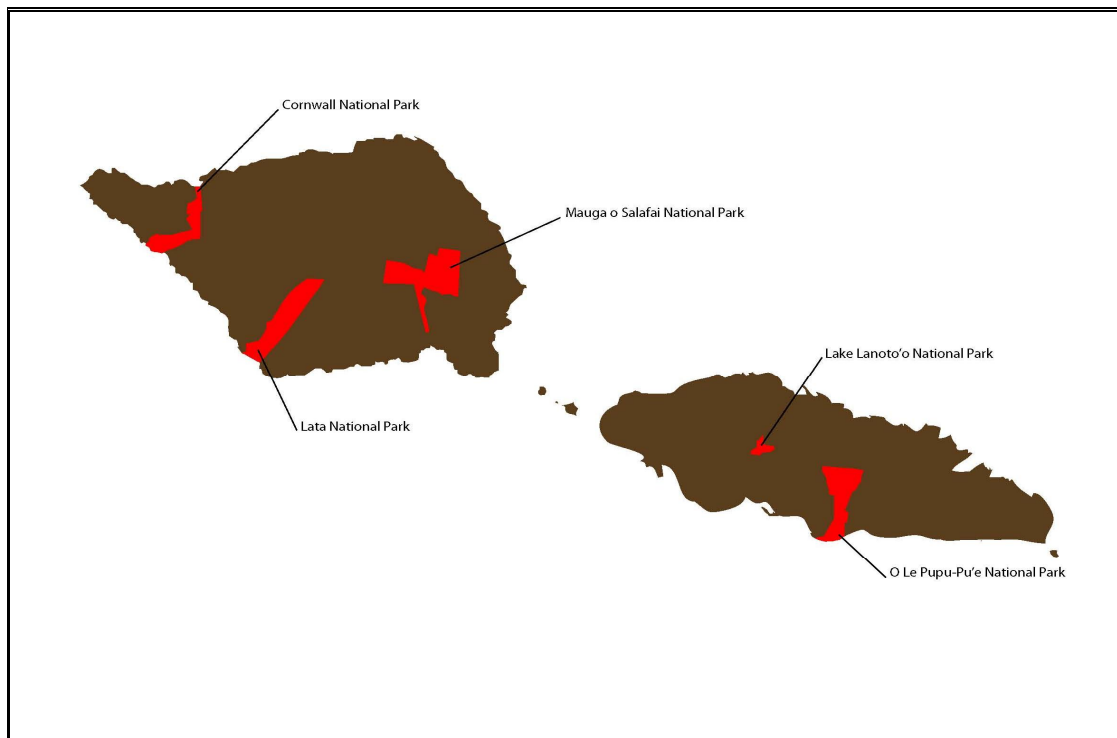 Cornwall National Park
Mauga o Salafai National Park
Lake Lanoto'o National Park
Lata National Park
O Le Pupu-Pu'e National Park